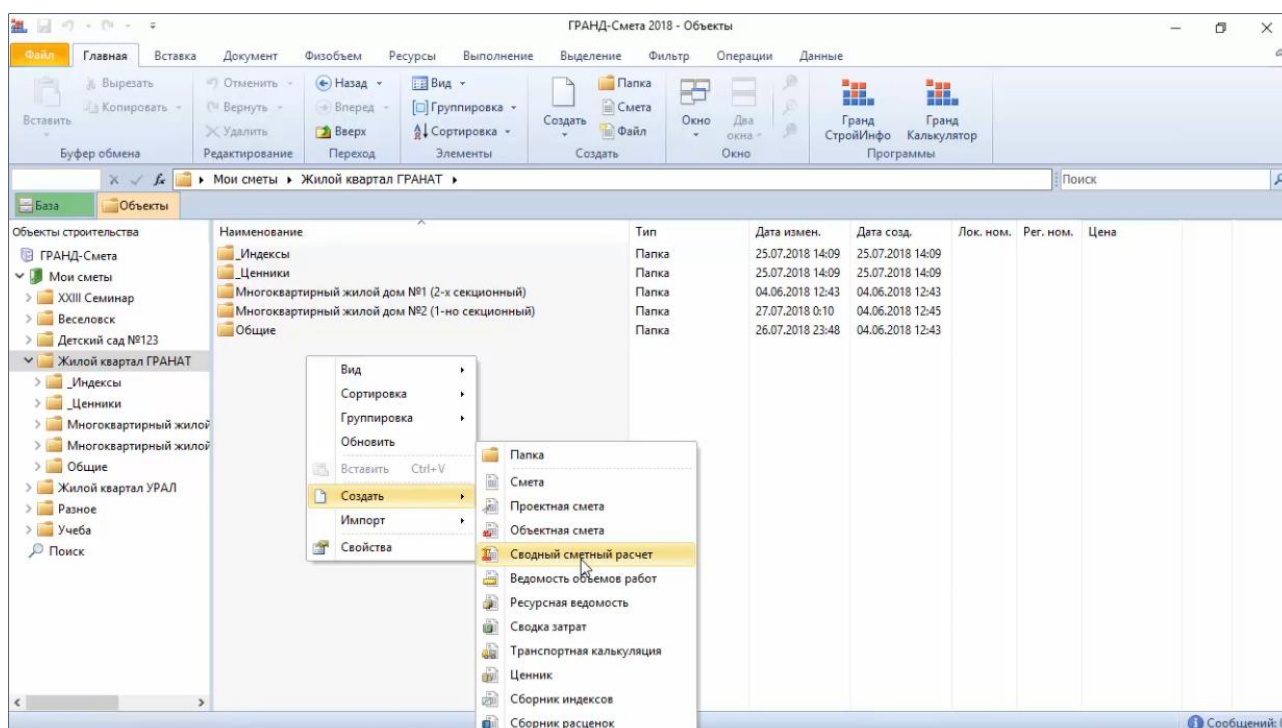 ГРАНД-Смета 2018 - Объекты
Файл Главная Вставка Документ Физобъем Ресурсы Выполнение Выделение Фильтр Операции Данные
Вставить
Вырезать
Копировать
Буфер обмена
Отменить
Вернуть
Удалить
Редактирование
Назад
Вперед
Вверх
Переход
Вид
Группировка
Сортировка
Элементы
Создать
Папка
Смета
Файл
Создать
Окно
Два окна
Окно
Гранд СтройИнфо
Гранд Калькулятор
Программы
fx
Мои сметы Жилой квартал ГРАНАТ
Поиск
База Объекты
Объекты строительства
ГРАНД-Смета
Мои сметы
XXIII Семинар
Веселовск
Детский сад №123
Жилой квартал ГРАНАТ
_Индексы
_Ценники
Многоквартирный жилой
Многоквартирный жилой
Общие
Жилой квартал УРАЛ
Разное
Учеба
Поиск
Наименование Тип Дата измен. Дата созд. Лок. ном. Рег. ном. Цена
_Индексы Папка 25.07.2018 14:09 25.07.2018 14:09
_Ценники Папка 25.07.2018 14:09 25.07.2018 14:09
Многоквартирный жилой дом №1 (2-х секционный) Папка 04.06.2018 12:43 04.06.2018 12:43
Многоквартирный жилой дом №2 (1-но секционный) Папка 27.07.2018 0:10 04.06.2018 12:45
Общие Папка 26.07.2018 23:48 04.06.2018 12:43
Вид
Сортировка
Группировка
Обновить
Вставить Ctrl+V
Создать
Импорт
Свойства
Папка
Смета
Проектная смета
Объектная смета
Сводный сметный расчет
Ведомость объемов работ
Ресурсная ведомость
Сводка затрат
Транспортная калькуляция
Ценник
Сборник индексов
Сборник расценок
Сообщений: